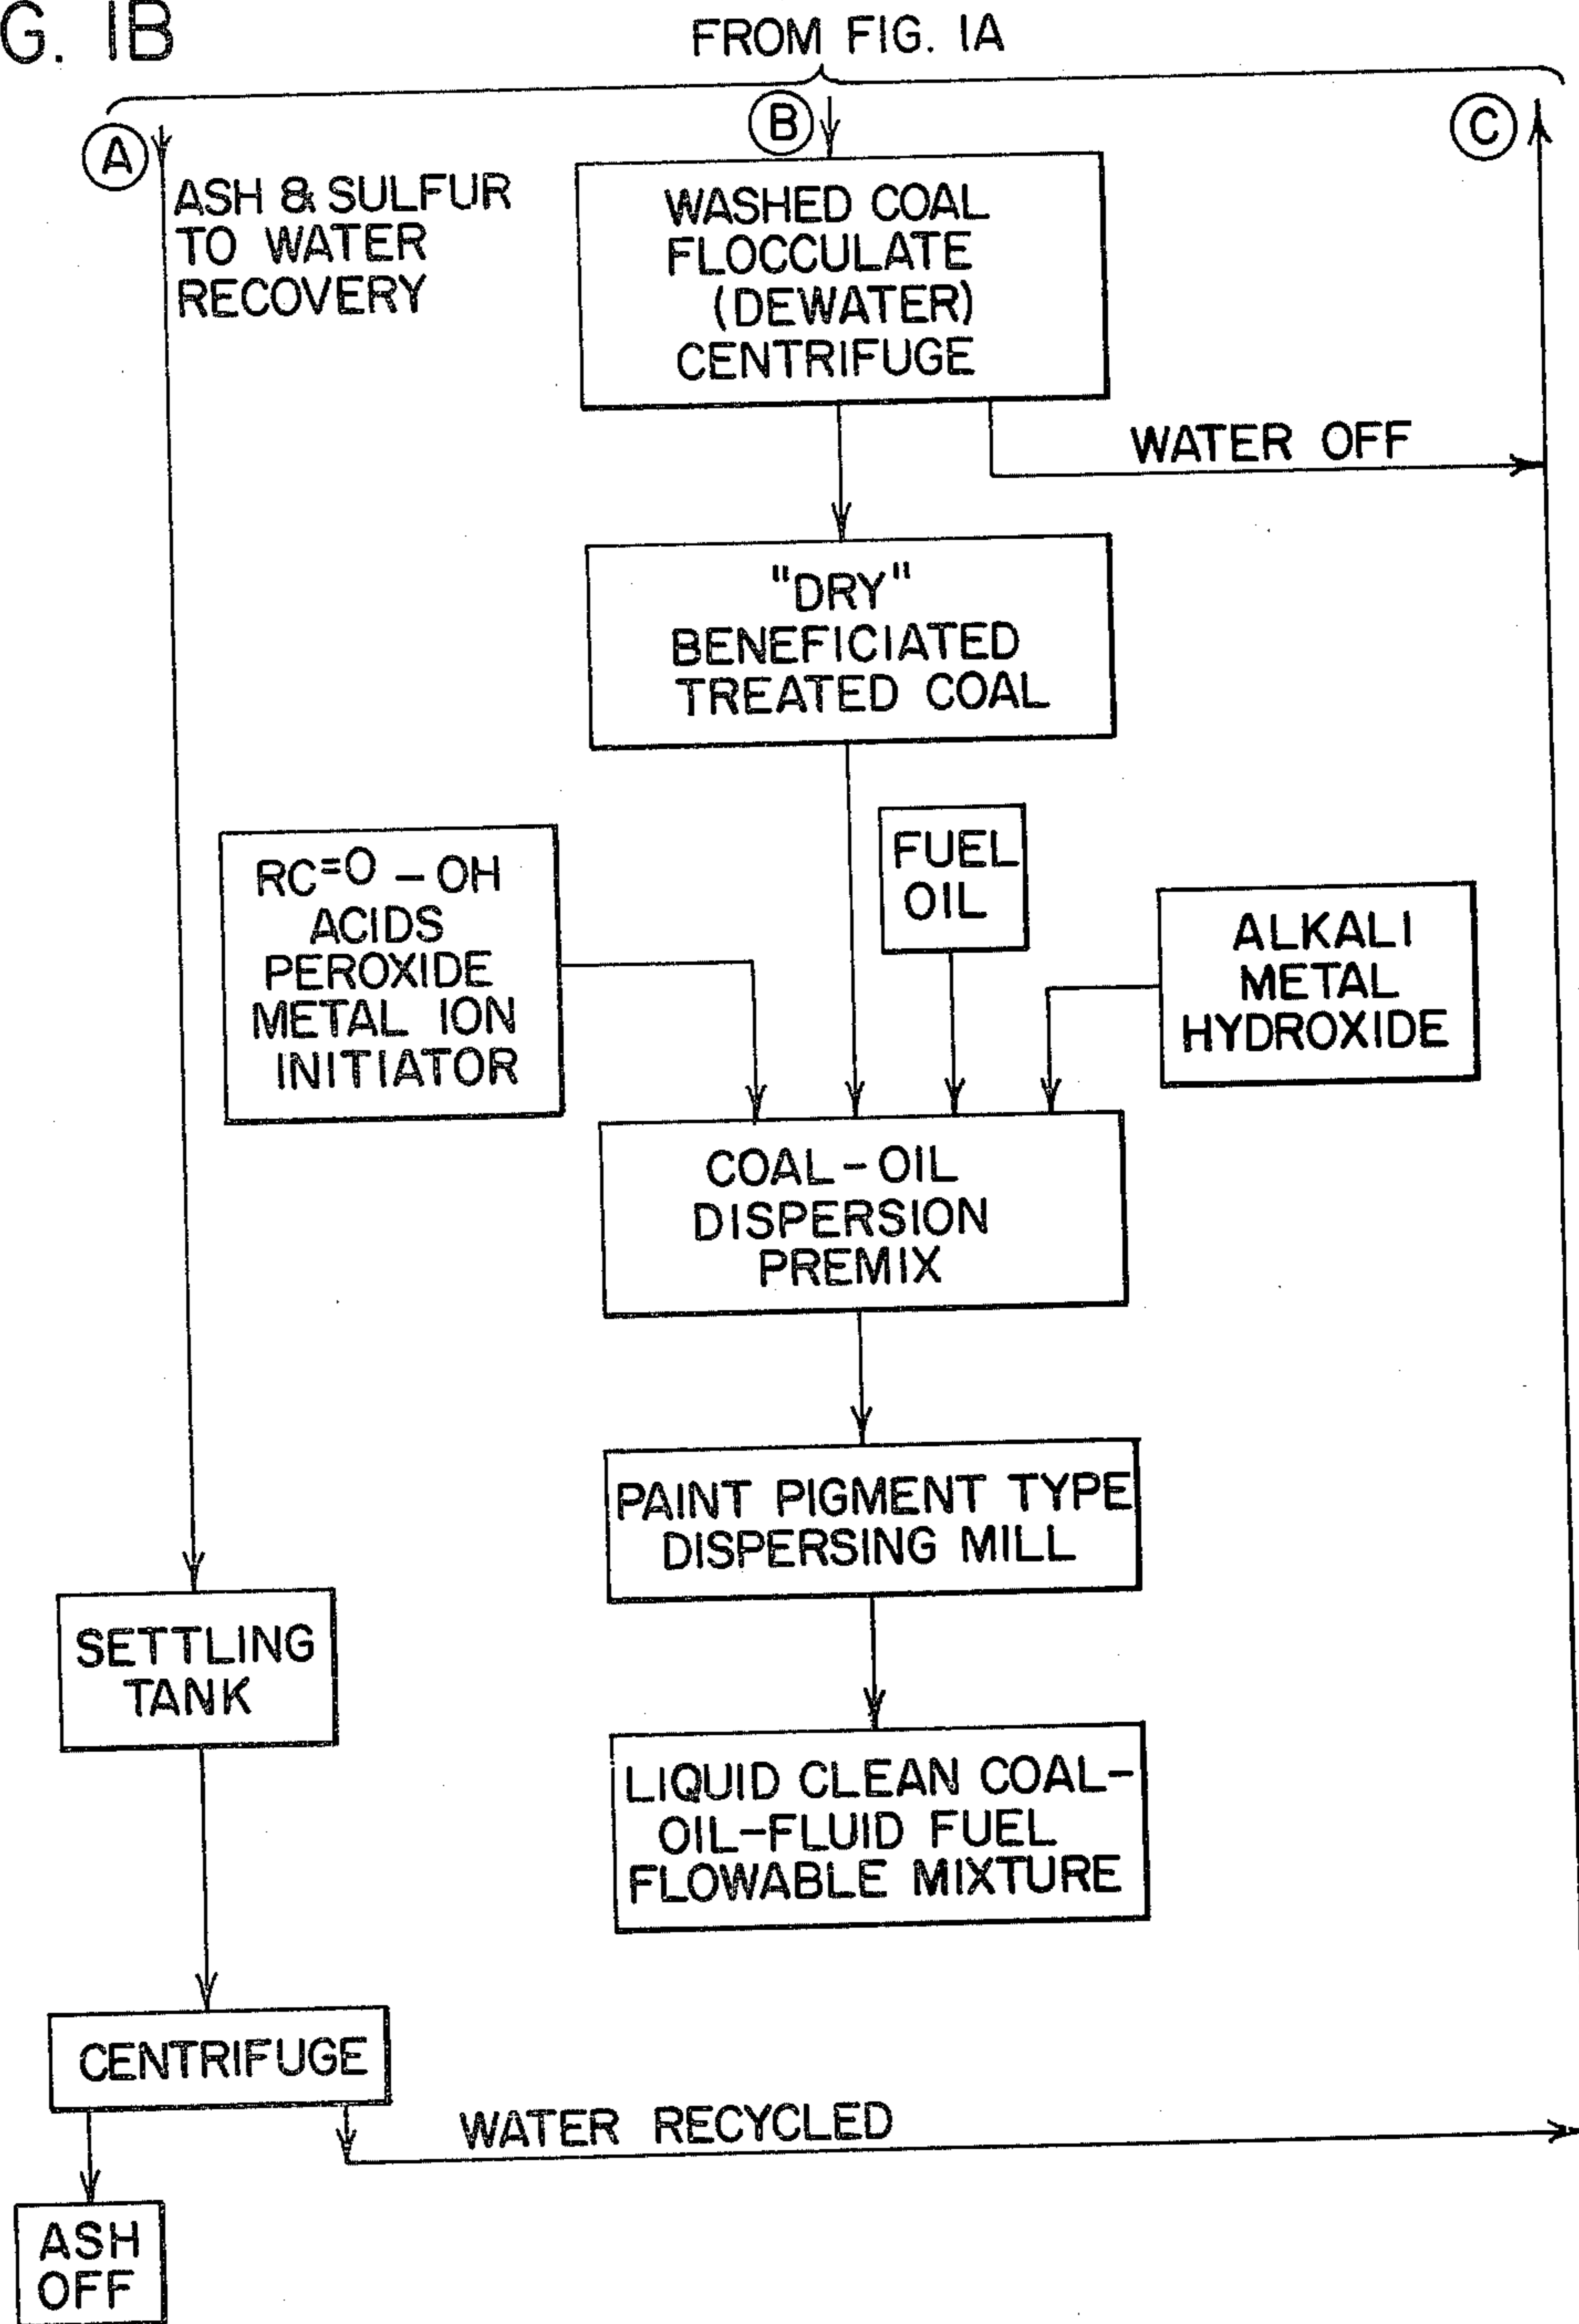 G. 1B
FROM FIG. 1A
A
B
C
ASH & SULFUR
TO WATER
RECOVERY
WASHED COAL
FLOCCULATE
(DEWATER)
CENTRIFUGE
WATER OFF
"DRY"
BENEFICIATED
TREATED COAL
RC=O – OH
ACIDS
PEROXIDE
METAL ION
INITIATOR
FUEL
OIL
ALKALI
METAL
HYDROXIDE
COAL-OIL
DISPERSION
PREMIX
PAINT PIGMENT TYPE
DISPERSING MILL
SETTLING
TANK
LIQUID CLEAN COAL-
OIL-FLUID FUEL
FLOWABLE MIXTURE
CENTRIFUGE
WATER RECYCLED
ASH
OFF